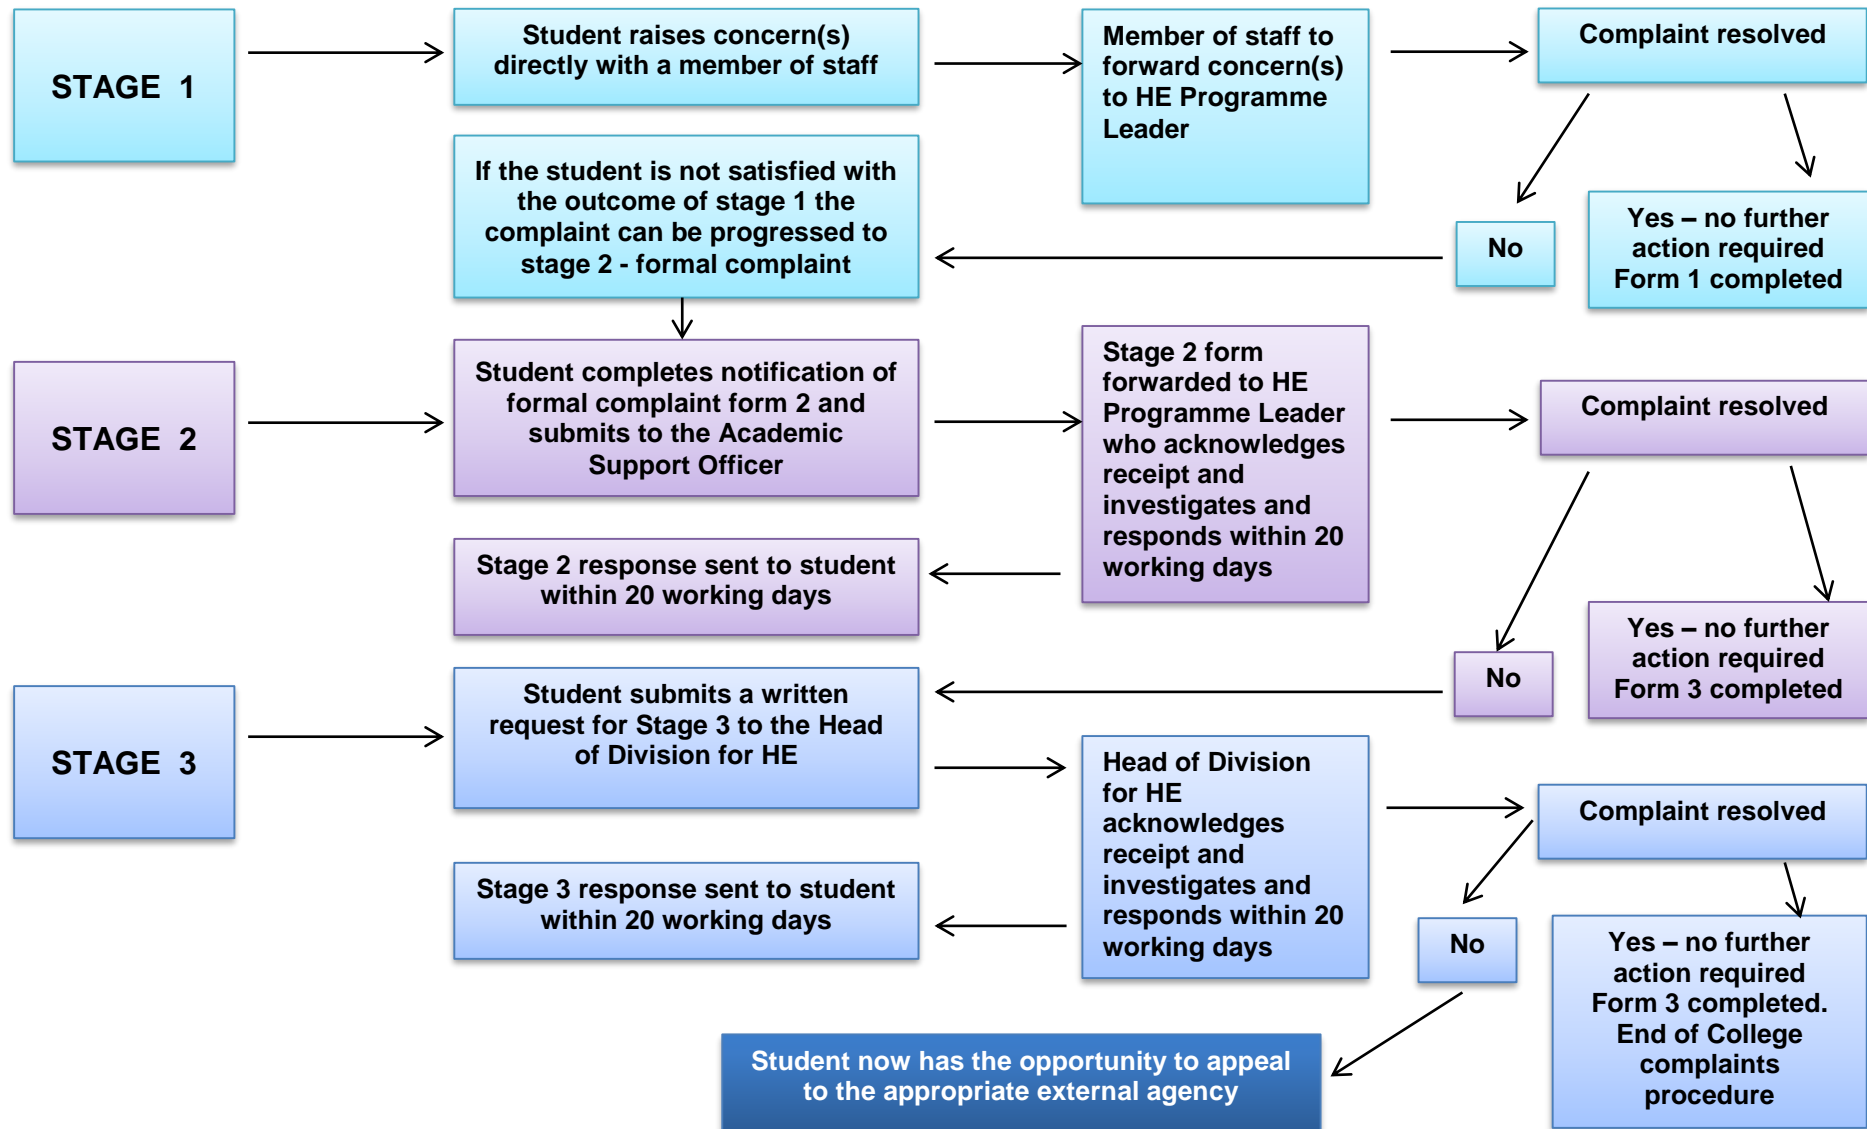 STAGE  1
Student raises concern(s)
directly with a member of staff
Member of staff to
forward concern(s)
to HE Programme
Leader
Complaint resolved
If the student is not satisfied with
the outcome of stage 1 the
complaint can be progressed to
stage 2 - formal complaint
No
Yes – no further
action required
Form 1 completed
STAGE  2
Student completes notification of
formal complaint form 2 and
submits to the Academic
Support Officer
Stage 2 form
forwarded to HE
Programme Leader
who acknowledges
receipt and
investigates and
responds within 20
working days
Complaint resolved
Stage 2 response sent to student
within 20 working days
No
Yes – no further
action required
Form 3 completed
STAGE  3
Student submits a written
request for Stage 3 to the Head
of Division for HE
Head of Division
for HE
acknowledges
receipt and
investigates and
responds within 20
working days
Complaint resolved
Stage 3 response sent to student
within 20 working days
No
Yes – no further
action required
Form 3 completed.
End of College
complaints
procedure
Student now has the opportunity to appeal
to the appropriate external agency